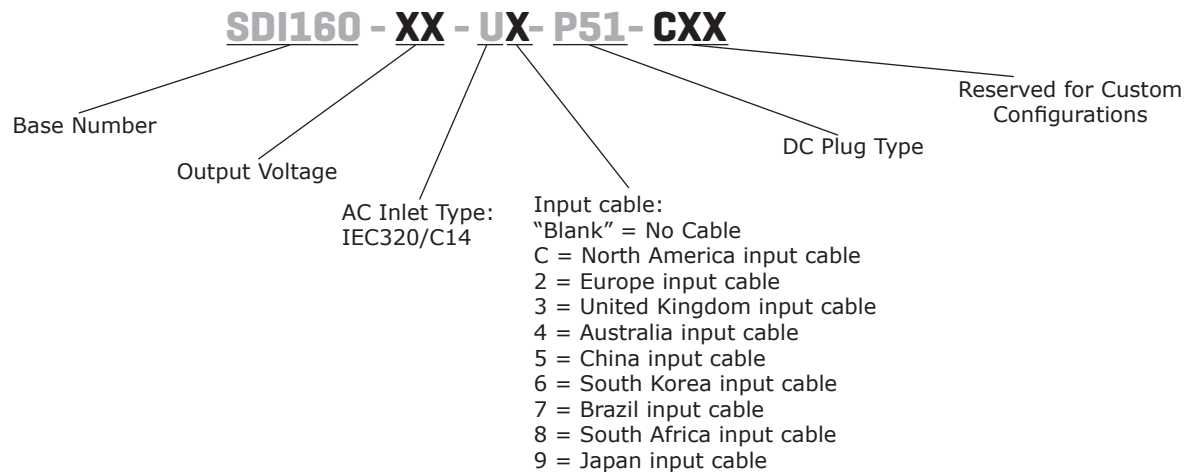 SDI160 - XX - UX- P51- CXX
Base Number
Output Voltage
AC Inlet Type:
IEC320/C14
Input cable:
“Blank” = No Cable
C = North America input cable
2 = Europe input cable
3 = United Kingdom input cable
4 = Australia input cable
5 = China input cable
6 = South Korea input cable
7 = Brazil input cable
8 = South Africa input cable
9 = Japan input cable
DC Plug Type
Reserved for Custom
Configurations